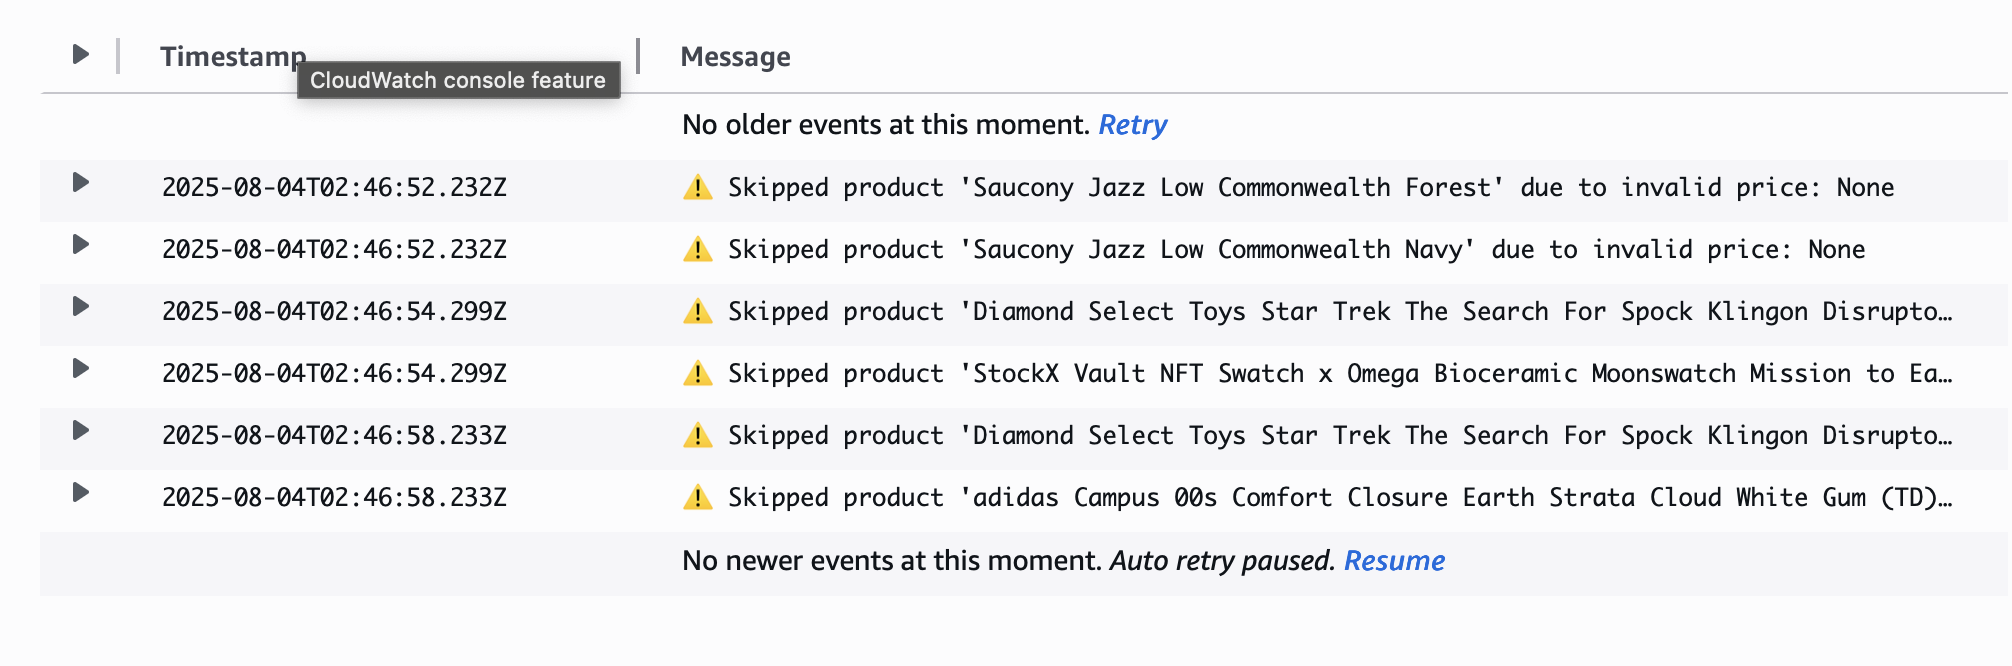 Timestamp Message
CloudWatch console feature
No older events at this moment. Retry
2025-08-04T02:46:52.232Z ⚠️ Skipped product 'Saucony Jazz Low Commonwealth Forest' due to invalid price: None
2025-08-04T02:46:52.232Z ⚠️ Skipped product 'Saucony Jazz Low Commonwealth Navy' due to invalid price: None
2025-08-04T02:46:54.299Z ⚠️ Skipped product 'Diamond Select Toys Star Trek The Search For Spock Klingon Disrupto…
2025-08-04T02:46:54.299Z ⚠️ Skipped product 'StockX Vault NFT Swatch x Omega Bioceramic Moonswatch Mission to Ea…
2025-08-04T02:46:58.233Z ⚠️ Skipped product 'Diamond Select Toys Star Trek The Search For Spock Klingon Disrupto…
2025-08-04T02:46:58.233Z ⚠️ Skipped product 'adidas Campus 00s Comfort Closure Earth Strata Cloud White Gum (TD)…
No newer events at this moment. Auto retry paused. Resume